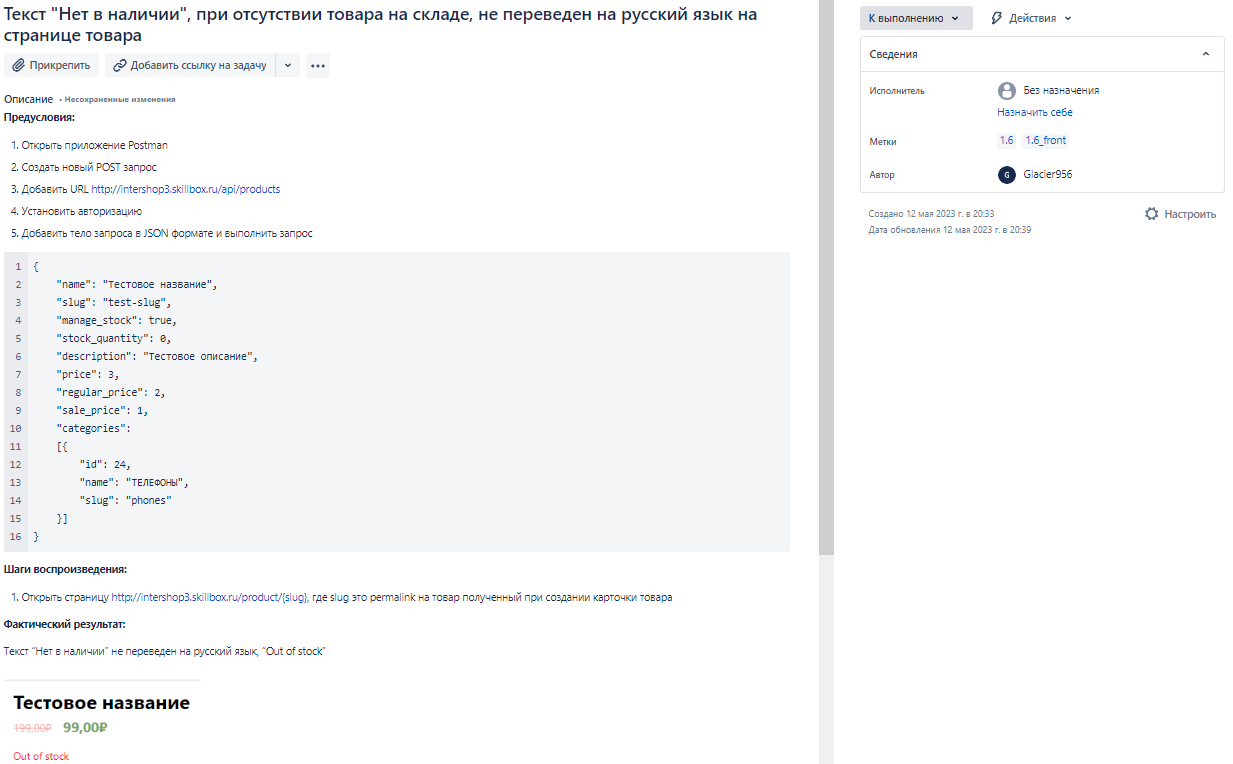 Текст "Нет в наличии", при отсутствии товара на складе, не переведен на русский язык на
странице товара
Прикрепить
Добавить ссылку на задачу
Описание • Несохраненные изменения
Предусловия:
1. Открыть приложение Postman
2. Создать новый POST запрос
3. Добавить URL http://intershop3.skillbox.ru/api/products
4. Установить авторизацию
5. Добавить тело запроса в JSON формате и выполнить запрос
1 {
2 "name": "Тестовое название",
3 "slug": "test-slug",
4 "manage_stock": true,
5 "stock_quantity": 0,
6 "description": "Тестовое описание",
7 "price": 3,
8 "regular_price": 2,
9 "sale_price": 1,
10 "categories":
11 [{
12 "id": 24,
13 "name": "ТЕЛЕФОНЫ",
14 "slug": "phones"
15 }]
16 }
Шаги воспроизведения:
1. Открыть страницу http://intershop3.skillbox.ru/product/{slug}, где slug это permalink на товар полученный при создании карточки товара
Фактический результат:
Текст “Нет в наличии” не переведен на русский язык, “Out of stock”
Тестовое название
199,00₽ 99,00₽
Out of stock
К выполнению
Действия
Сведения
Исполнитель
Без назначения
Назначить себе
Метки
1.6 1.6_front
Автор
G Glacier956
Создано 12 мая 2023 г. в 20:33
Дата обновления 12 мая 2023 г. в 20:39
Настроить